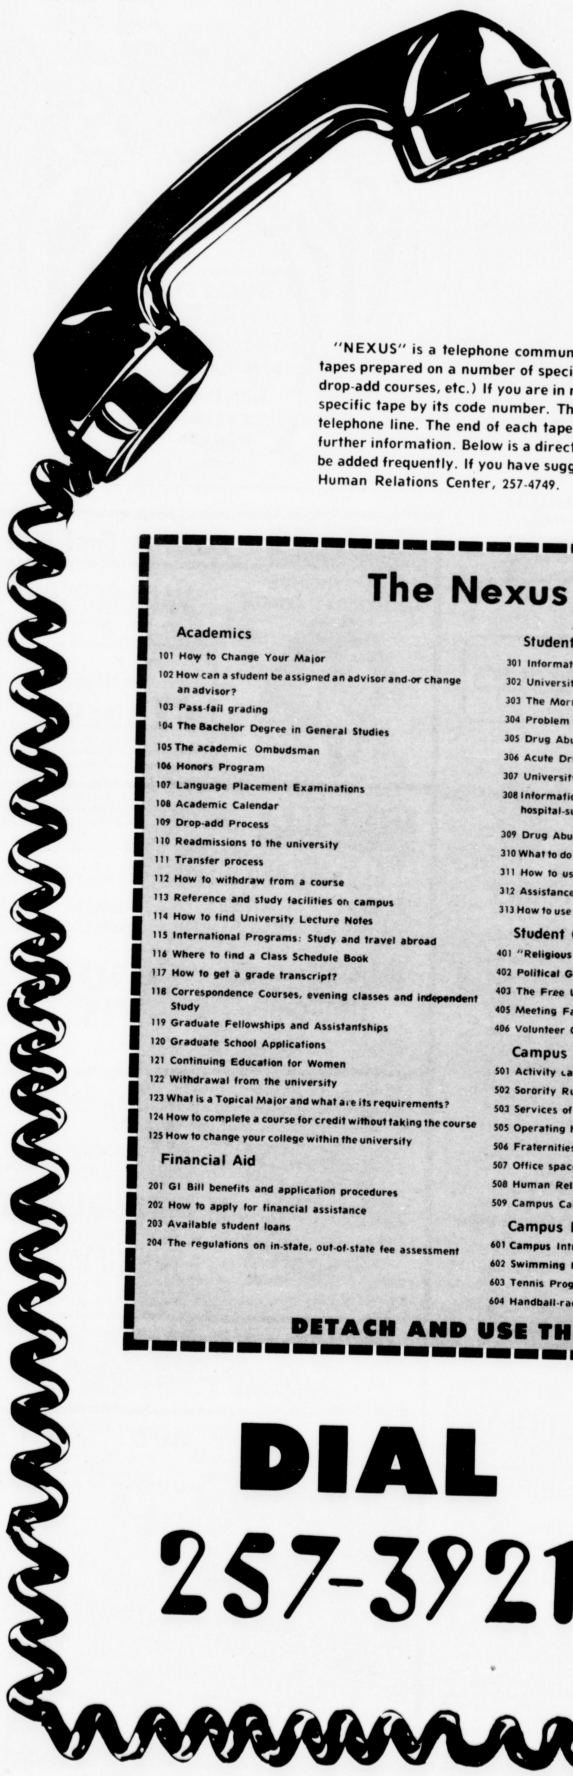 "NEXUS" is a telephone commun
tapes prepared on a number of speci
drop-add courses, etc.) If you are in
specific tape by its code number. Th
telephone line. The end of each tape
further information. Below is a direct
be added frequently. If you have sugg
Human Relations Center, 257-4749.
The Nexus
Academics
101 How to Change Your Major
102 How can a student be assigned an advisor and-or change
an advisor?
103 Pass-fail grading
104 The Bachelor Degree in General Studies
105 The academic Ombudsman
106 Honors Program
107 Language Placement Examinations
108 Academic Calendar
109 Drop-add Process
110 Readmissions to the university
111 Transfer process
112 How to withdraw from a course
113 Reference and study facilities on campus
114 How to find University Lecture Notes
115 International Programs: Study and travel abroad
116 Where to find a Class Schedule Book
117 How to get a grade transcript?
118 Correspondence Courses, evening classes and independent
Study
119 Graduate Fellowships and Assistantships
120 Graduate School Applications
121 Continuing Education for Women
122 Withdrawal from the university
123 What is a Topical Major and what are its requirements?
124 How to complete a course for credit without taking the course
125 How to change your college within the university
Financial Aid
201 GI Bill benefits and application procedures
202 How to apply for financial assistance
203 Available student loans
204 The regulations on in-state, out-of-state fee assessment
Student
301 Informat
302 Universit
303 The Morr
304 Problem
305 Drug Abu
306 Acute Dr
307 Universit
308 Informatio
hospital-su
309 Drug Abu
310 What to do
311 How to us
312 Assistance
313 How to use
Student
401 "Religious
402 Political G
403 The Free U
405 Meeting Fa
406 Volunteer
Campus
501 Activity
502 Sorority Ru
503 Services of
505 Operating
506 Fraternities
507 Office spac
508 Human Rel
509 Campus Ca
Campus
601 Campus Int
602 Swimming
603 Tennis Prog
604 Handball-ra
DETACH AND USE TH
DIAL
257-3921